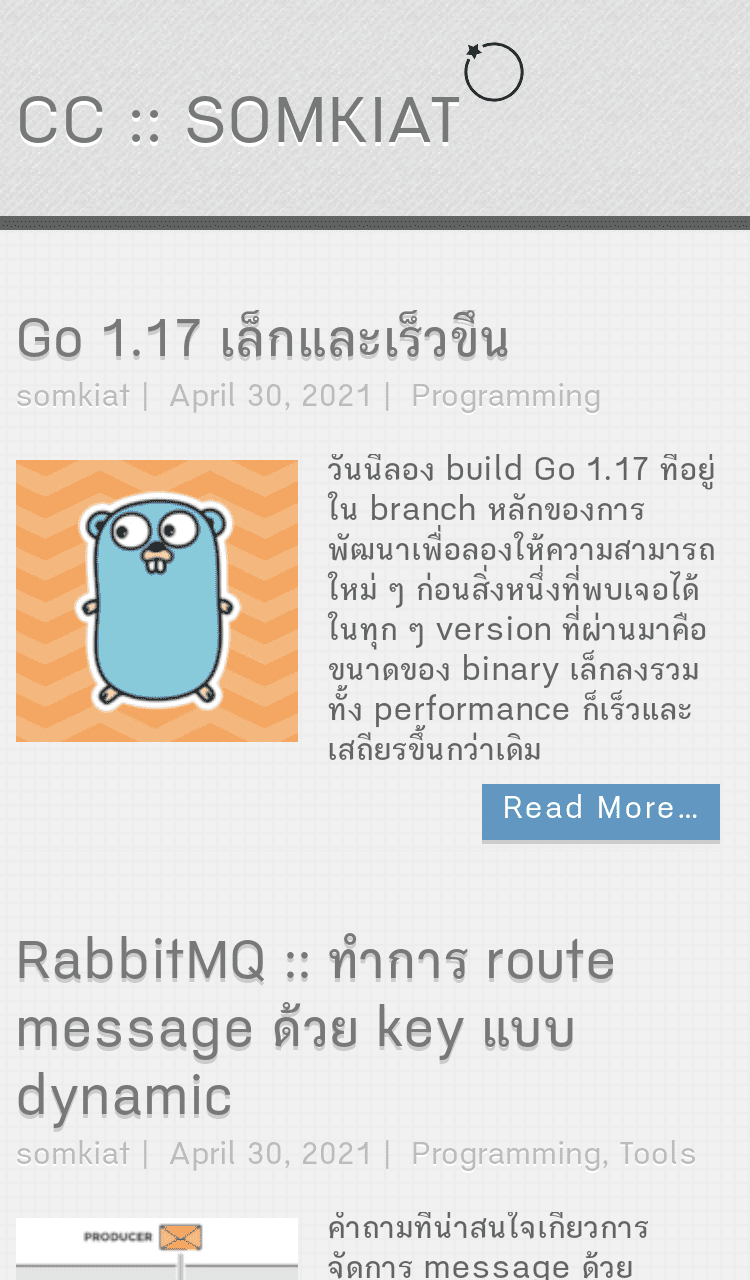 CC :: SOMKIAT
Go 1.17 เล็กและเร็วขึ้น
somkiat | April 30, 2021 | Programming
วันนี้ลอง build Go 1.17 ที่อยู่
ใน branch หลักของการ
พัฒนาเพื่อลองให้ความสามารถ
ใหม่ ๆ ก่อนสิ่งหนึ่งที่พบเจอได้
ในทุก ๆ version ที่ผ่านมาคือ
ขนาดของ binary เล็กลงรวม
ทั้ง performance ก็เร็วและ
เสถียรขึ้นกว่าเดิม
Read More…
RabbitMQ :: ทำการ route
message ด้วย key แบบ
dynamic
somkiat | April 30, 2021 | Programming, Tools
PRODUCER
คำถามที่น่าสนใจเกี่ยวการ
จัดการ message ด้วย